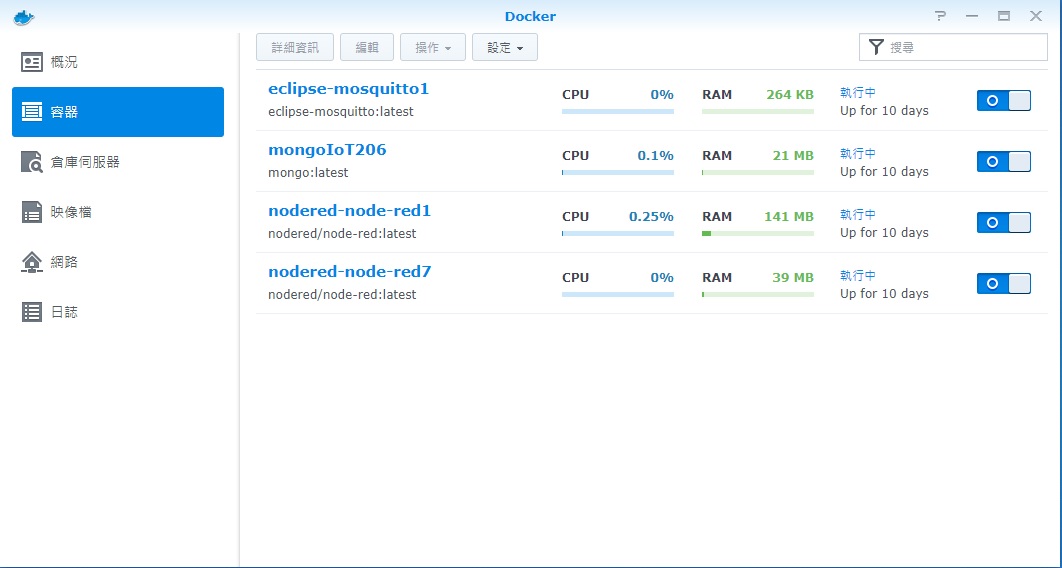 Docker
概況
容器
倉庫伺服器
映像檔
網路
日誌
詳細資訊 編輯 操作 設定 搜尋
eclipse-mosquitto1 CPU 0% RAM 264 KB 執行中
eclipse-mosquitto:latest Up for 10 days
mongoIoT206 CPU 0.1% RAM 21 MB 執行中
mongo:latest Up for 10 days
nodered-node-red1 CPU 0.25% RAM 141 MB 執行中
nodered/node-red:latest Up for 10 days
nodered-node-red7 CPU 0% RAM 39 MB 執行中
nodered/node-red:latest Up for 10 days